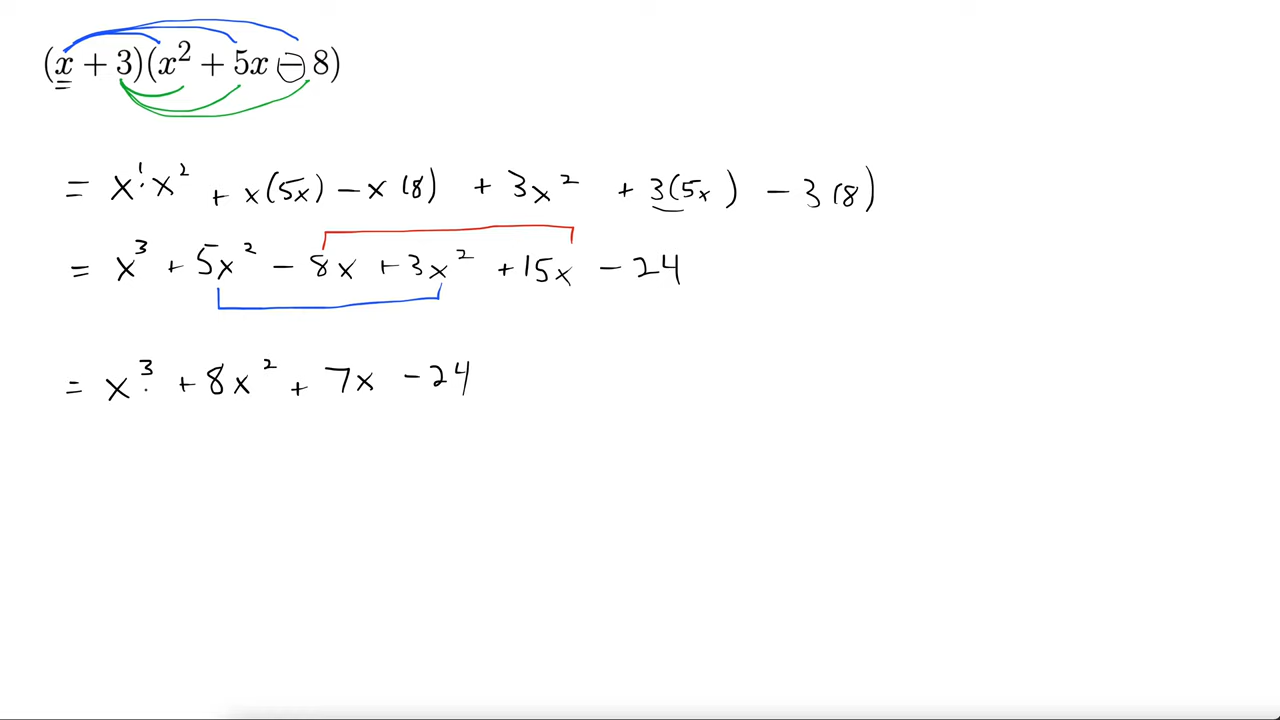 (x + 3)(x² + 5x − 8)
= x¹·x² + x(5x) − x(8) + 3x² + 3(5x) − 3(8)
= x³ + 5x² − 8x + 3x² + 15x − 24
= x³ + 8x² + 7x − 24